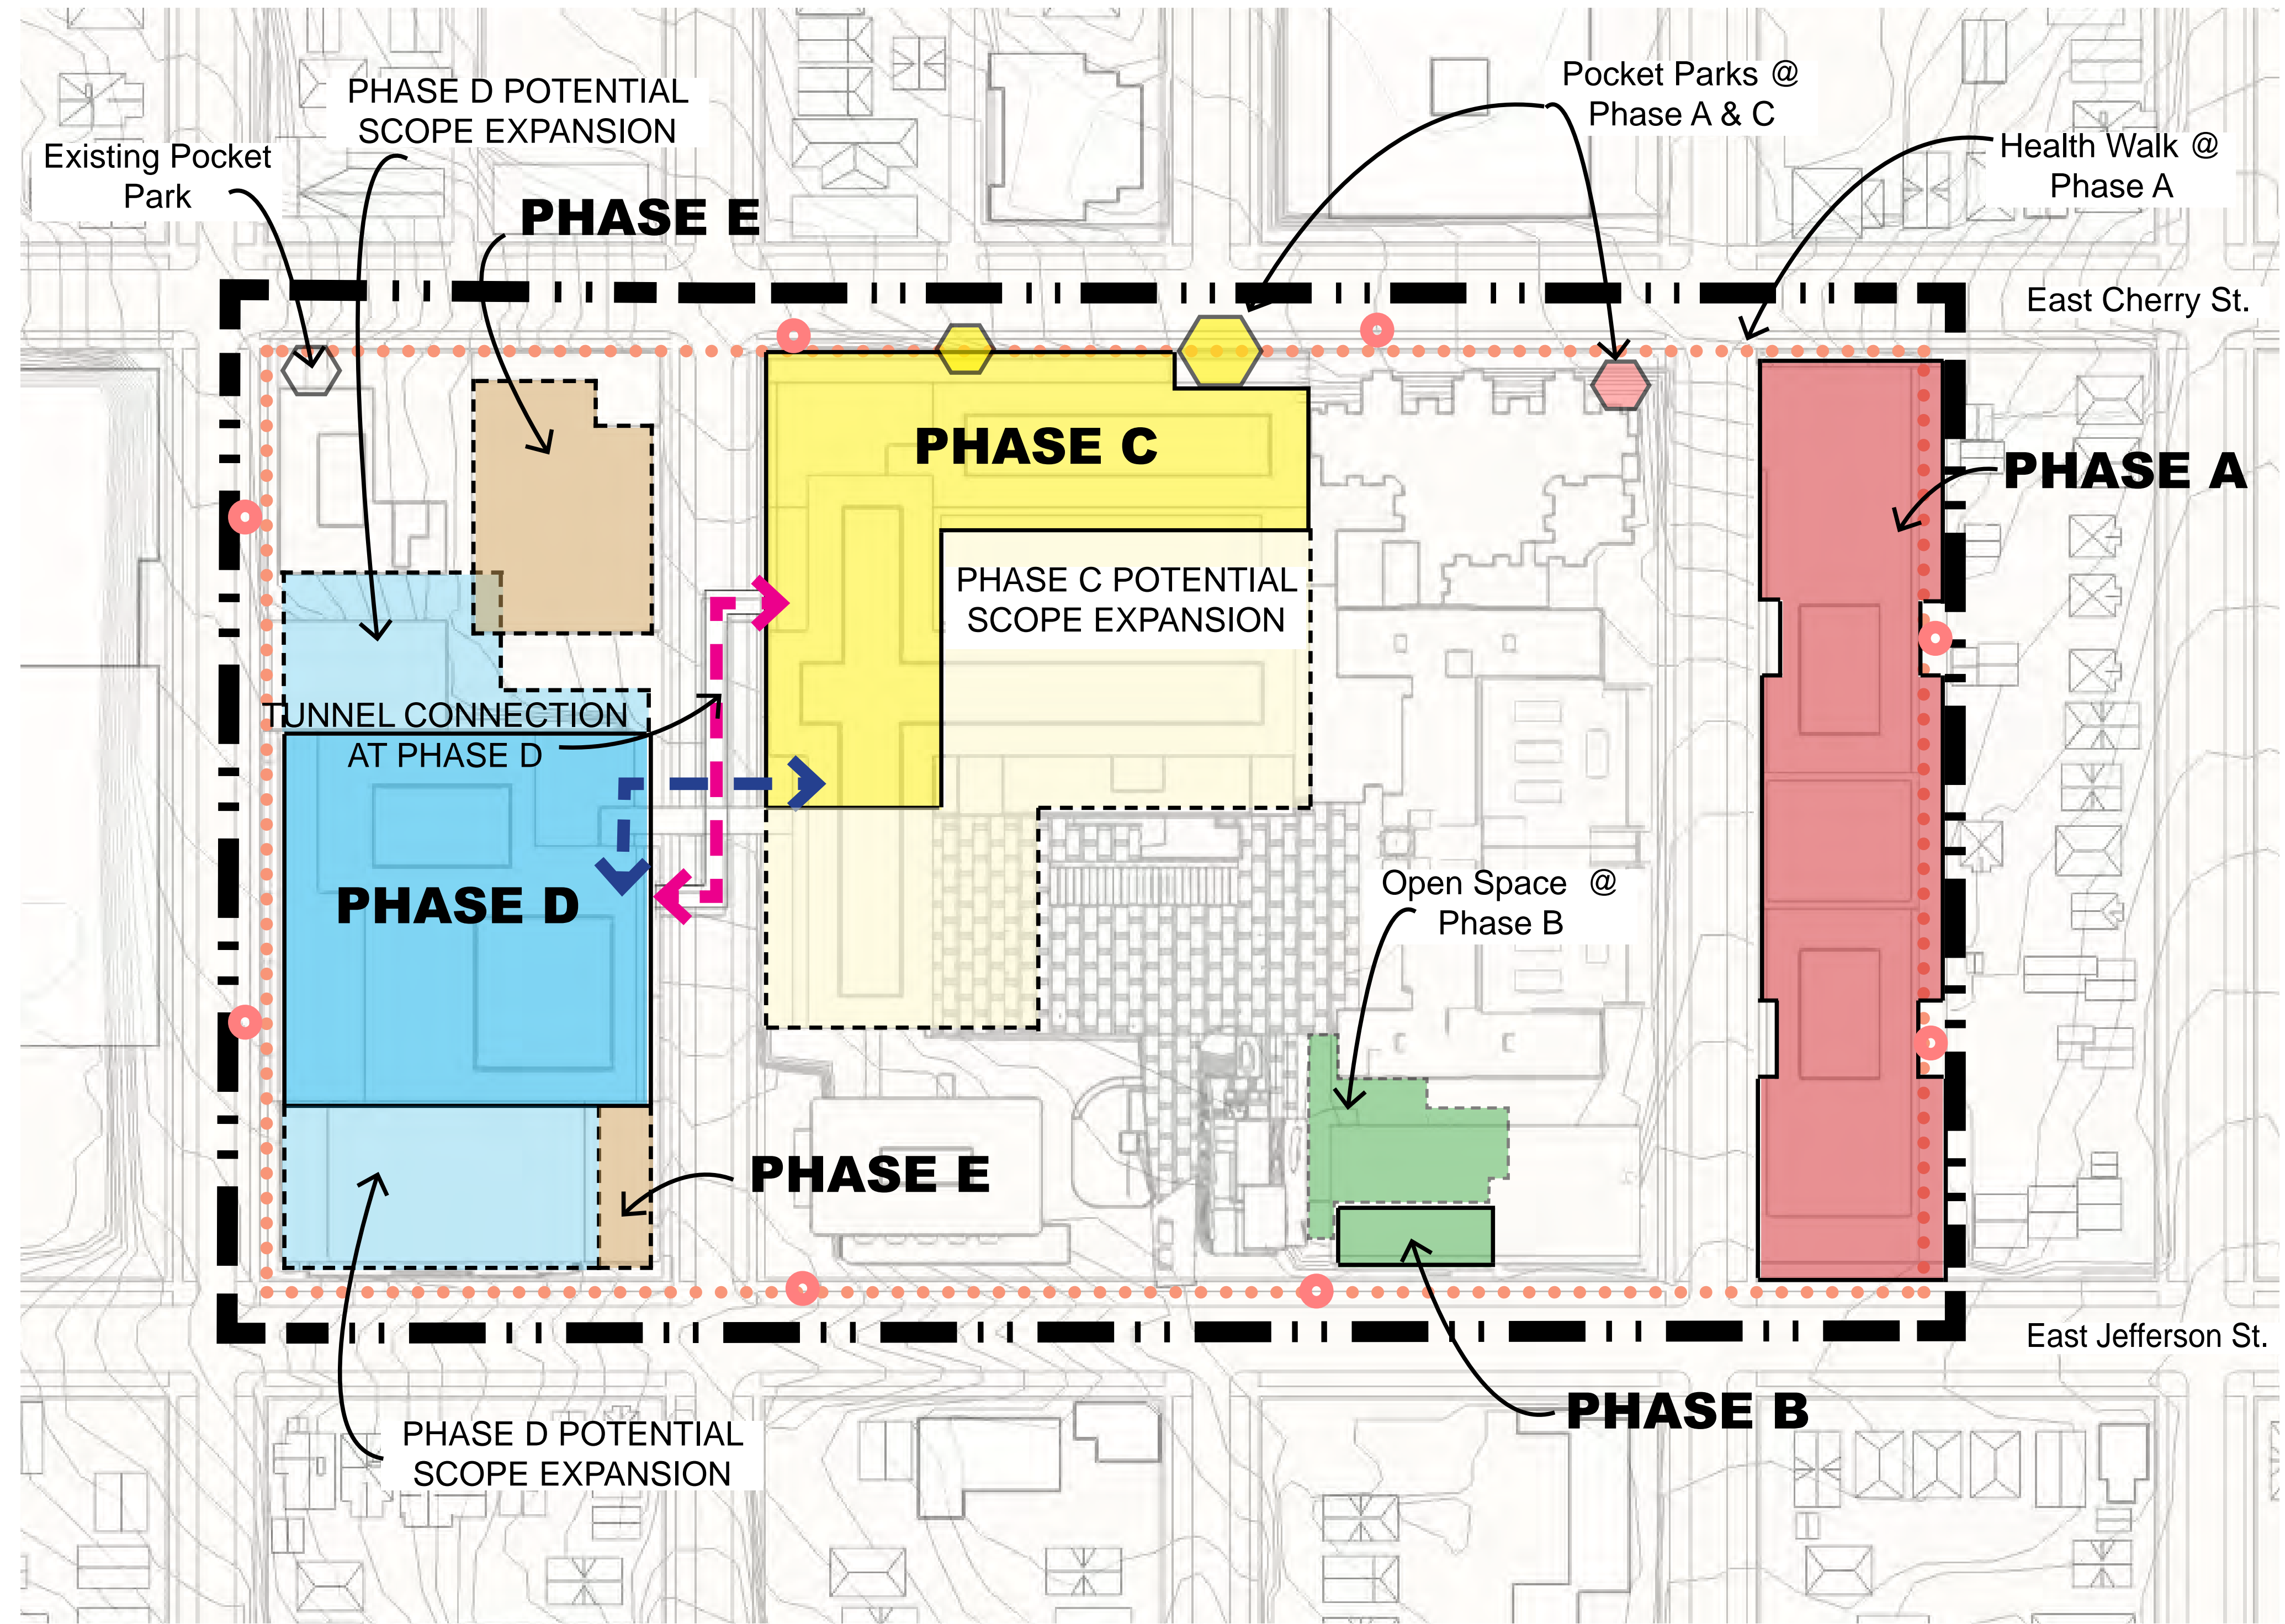 Pocket Parks @
Phase A & C
PHASE D POTENTIAL
SCOPE EXPANSION
Existing Pocket
Park
Health Walk @
Phase A
PHASE E
East Cherry St.
PHASE C
PHASE A
PHASE C POTENTIAL
SCOPE EXPANSION
TUNNEL CONNECTION
AT PHASE D
PHASE D
Open Space @
Phase B
PHASE E
East Jefferson St.
PHASE B
PHASE D POTENTIAL
SCOPE EXPANSION